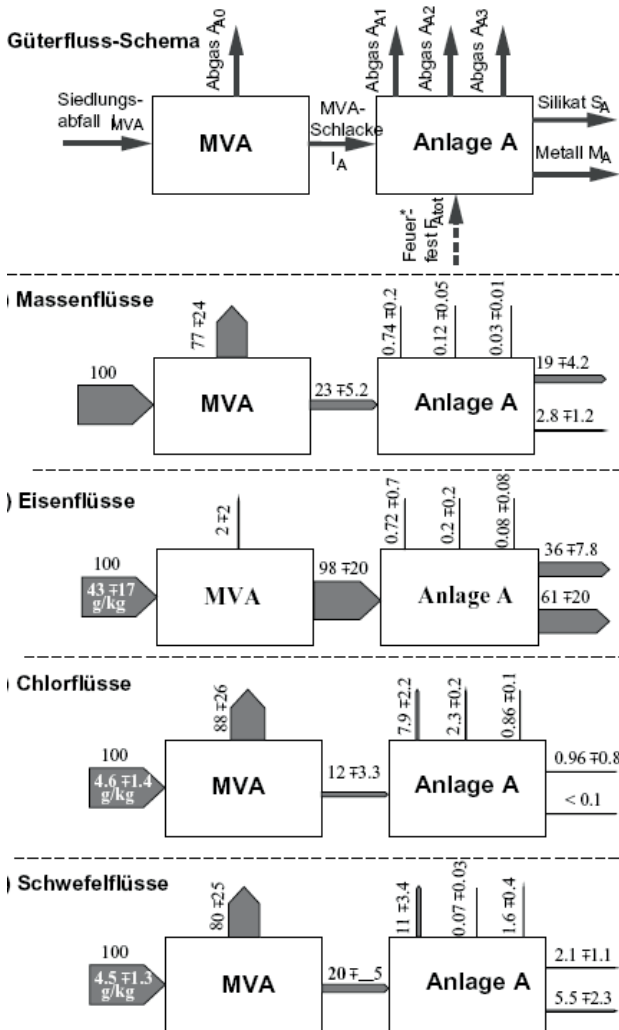 Güterfluss-Schema
Abgas A_A0
Abgas A_A1
Abgas A_A2
Abgas A_A3
Siedlungs-
abfall I_MVA
MVA
MVA-
Schlacke
I_A
Anlage A
Silikat S_A
Metall M_A
Feuer*-
fest F_Atot
) Massenflüsse
77 ∓24
0.74 ∓0.2
0.12 ∓0.05
0.03 ∓0.01
100
MVA
23 ∓5.2
Anlage A
19 ∓4.2
2.8 ∓1.2
) Eisenflüsse
2 ∓2
0.72 ∓0.7
0.2 ∓0.2
0.08 ∓0.08
100
43 ∓17
g/kg
MVA
98 ∓20
Anlage A
36 ∓7.8
61 ∓20
) Chlorflüsse
88 ∓26
7.9 ∓2.2
2.3 ∓0.2
0.86 ∓0.1
100
4.6 ∓1.4
g/kg
MVA
12 ∓3.3
Anlage A
0.96 ∓0.8
< 0.1
) Schwefelflüsse
80 ∓25
11 ∓3.4
0.07 ∓0.03
1.6 ∓0.4
100
4.5 ∓1.3
g/kg
MVA
20 ∓__5
Anlage A
2.1 ∓1.1
5.5 ∓2.3